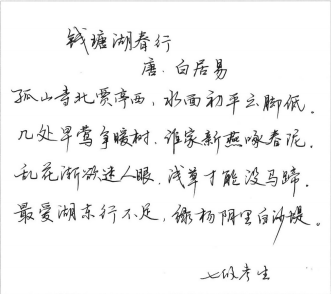 钱塘湖春行
唐.白居易
孤山寺北贾亭西，水面初平云脚低。
几处早莺争暖树，谁家新燕啄春泥。
乱花渐欲迷人眼，浅草才能没马蹄。
最爱湖东行不足，绿杨阴里白沙堤。
七级考生